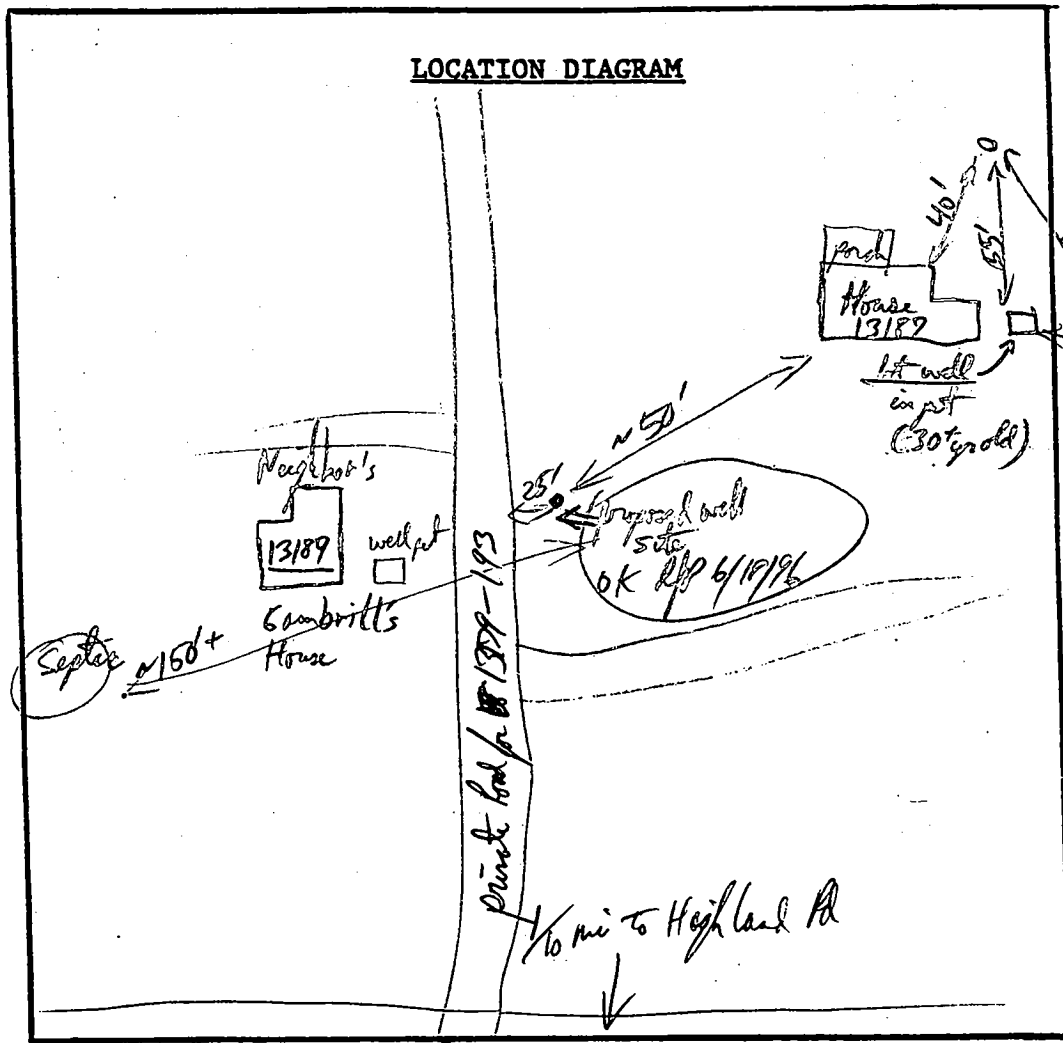 LOCATION DIAGRAM
40'
55'
porch
House
13187
1st well
in pit
(30+ yr old)
~50'
25'
Proposed well
site
OK 6/18/96
Neighbor's
13189
well pit
Gambrill's
House
Septic
~150'+
private Road for 1309-193
1/10 mi to Highland Rd